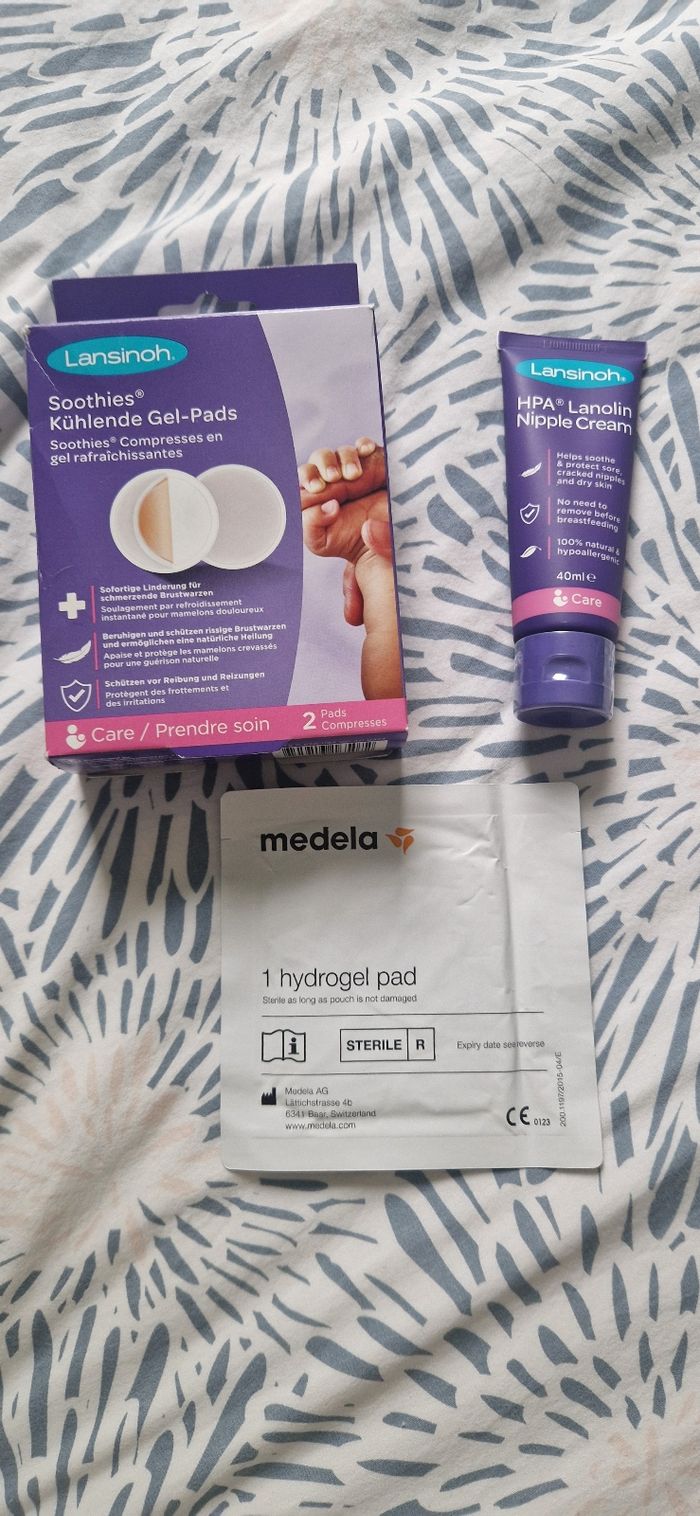 Lansinoh®
Soothies®
Kühlende Gel-Pads
Soothies® Compresses en
gel rafraîchissantes
Sofortige Linderung für
schmerzende Brustwarzen
Soulagement par refroidissement
instantané pour mamelons douloureux
Beruhigen und schützen rissige Brustwarzen
und ermöglichen eine natürliche Heilung
Apaise et protège les mamelons crevassés
pour une guérison naturelle
Schützen vor Reibung und Reizungen
Protègent des frottements et
des irritations
Care / Prendre soin
2 Pads
Compresses
Lansinoh®
HPA® Lanolin
Nipple Cream
Helps soothe
& protect sore,
cracked nipples
and dry skin
No need to
remove before
breastfeeding
100% natural &
hypoallergenic
40ml e
Care
medela
1 hydrogel pad
Sterile as long as pouch is not damaged
i
STERILE R
Expiry date see reverse
Medela AG
Lättichstrasse 4b
6341 Baar, Switzerland
www.medela.com
CE 0123
200.1197/2015-04/E